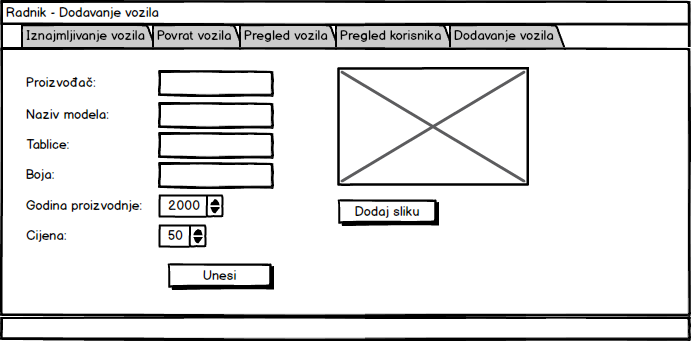 Radnik - Dodavanje vozila
Iznajmljivanje vozila Povrat vozila Pregled vozila Pregled korisnika Dodavanje vozila
Proizvođač:
Naziv modela:
Tablice:
Boja:
Godina proizvodnje: 2000
Cijena: 50
Dodaj sliku
Unesi